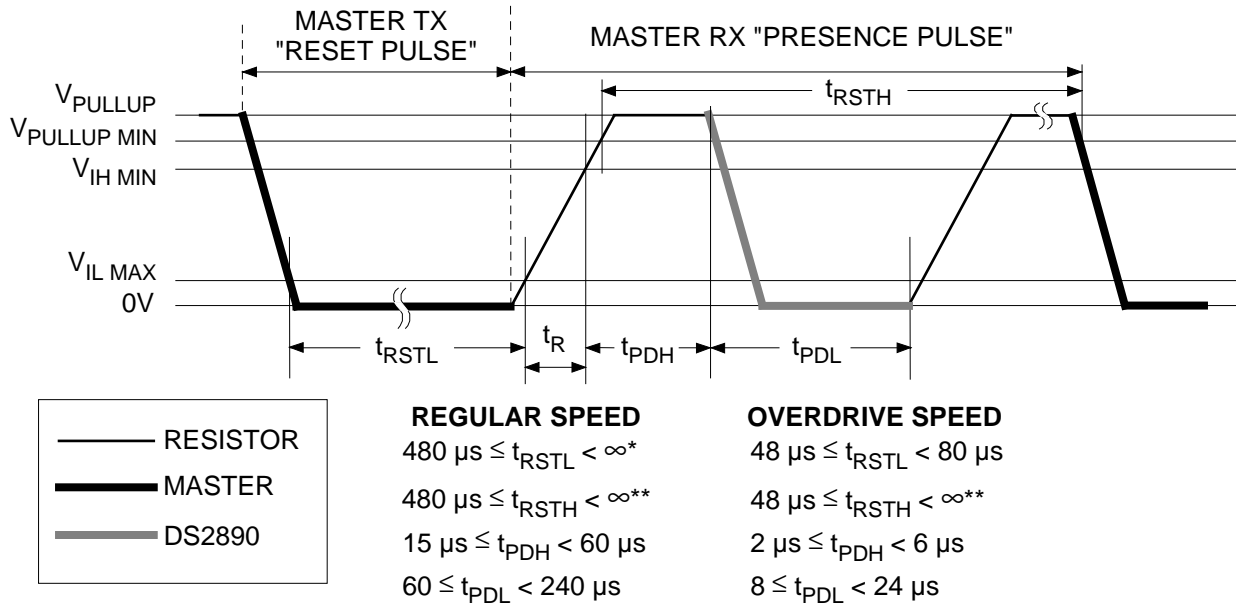 MASTER TX
"RESET PULSE"
MASTER RX "PRESENCE PULSE"
tRSTH
VPULLUP
VPULLUP MIN
VIH MIN
VIL MAX
0V
tRSTL
tR
tPDH
tPDL
RESISTOR
MASTER
DS2890
REGULAR SPEED
480 µs ≤ tRSTL < ∞*
480 µs ≤ tRSTH < ∞**
15 µs ≤ tPDH < 60 µs
60 ≤ tPDL < 240 µs
OVERDRIVE SPEED
48 µs ≤ tRSTL < 80 µs
48 µs ≤ tRSTH < ∞**
2 µs ≤ tPDH < 6 µs
8 ≤ tPDL < 24 µs